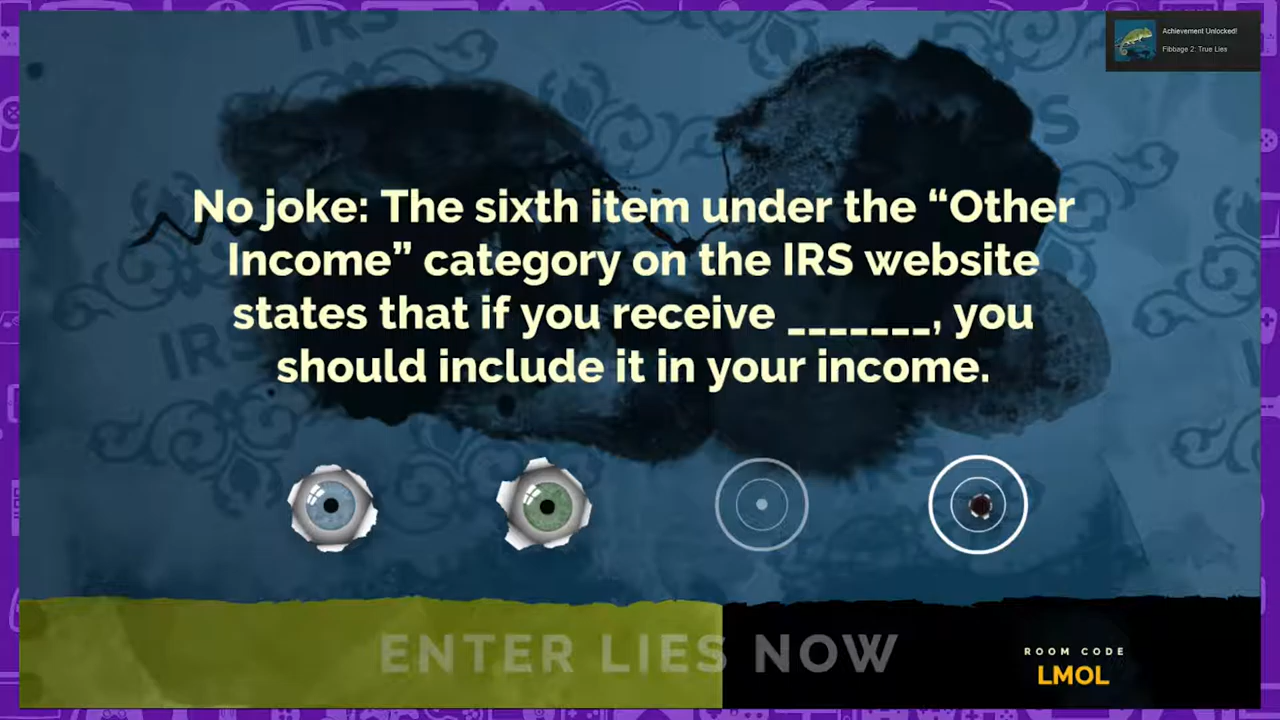 Achievement Unlocked!
Fibbage 2: True Lies
IRS
No joke: The sixth item under the “Other
Income” category on the IRS website
states that if you receive _______, you
should include it in your income.
IRS
ENTER LIES NOW
ROOM CODE
LMOL